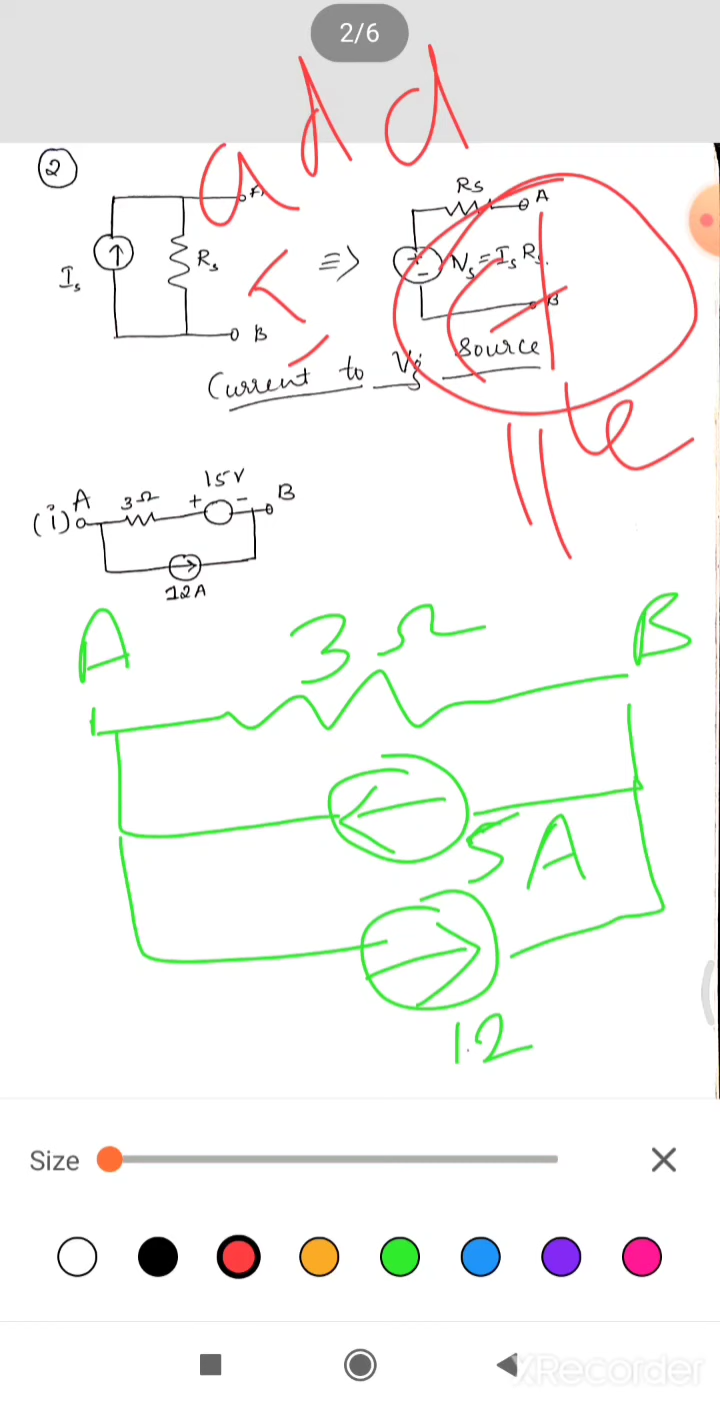 2/6
add
②
Rs
A
Is
Rs
≡>
Vs = Is Rs.
B
B
Current to Vg Source
(i) A 3Ω + 15V - B
12A
A 3Ω B
5A
12
Size
XRecorder